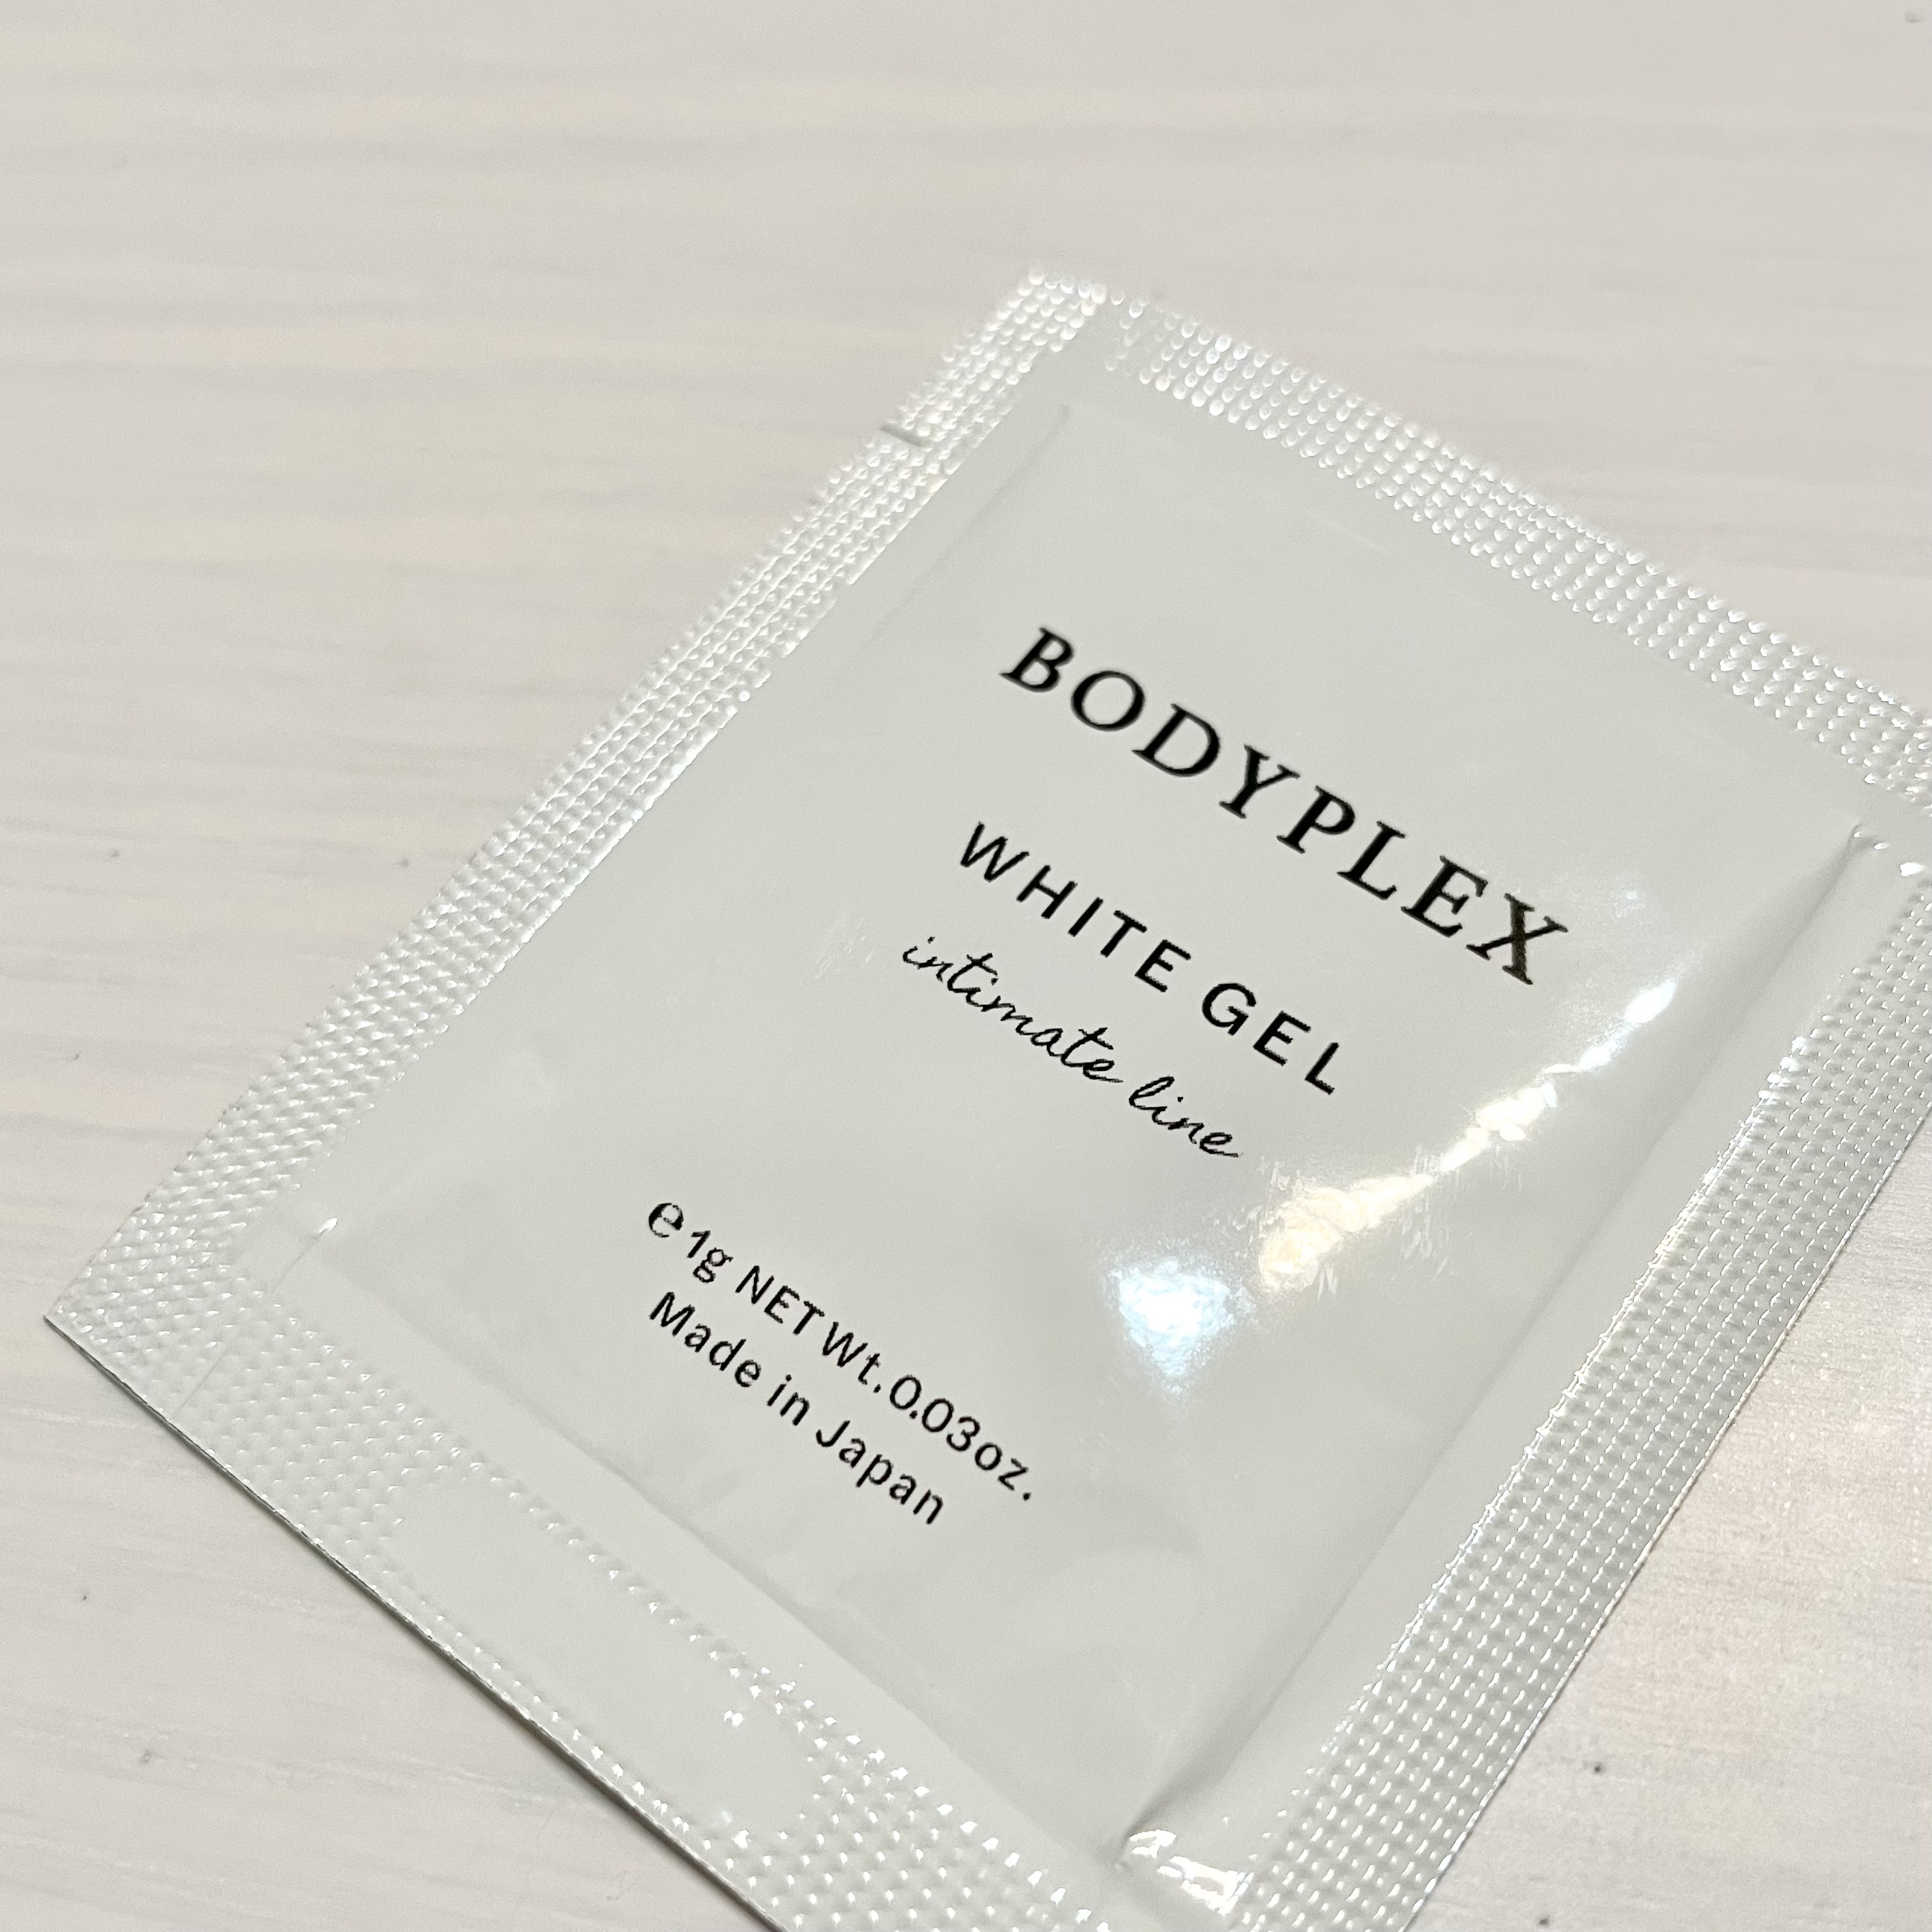 BODYPLEX
WHITE GEL
intimate line
e 1g NET Wt. 0.03oz.
Made in Japan